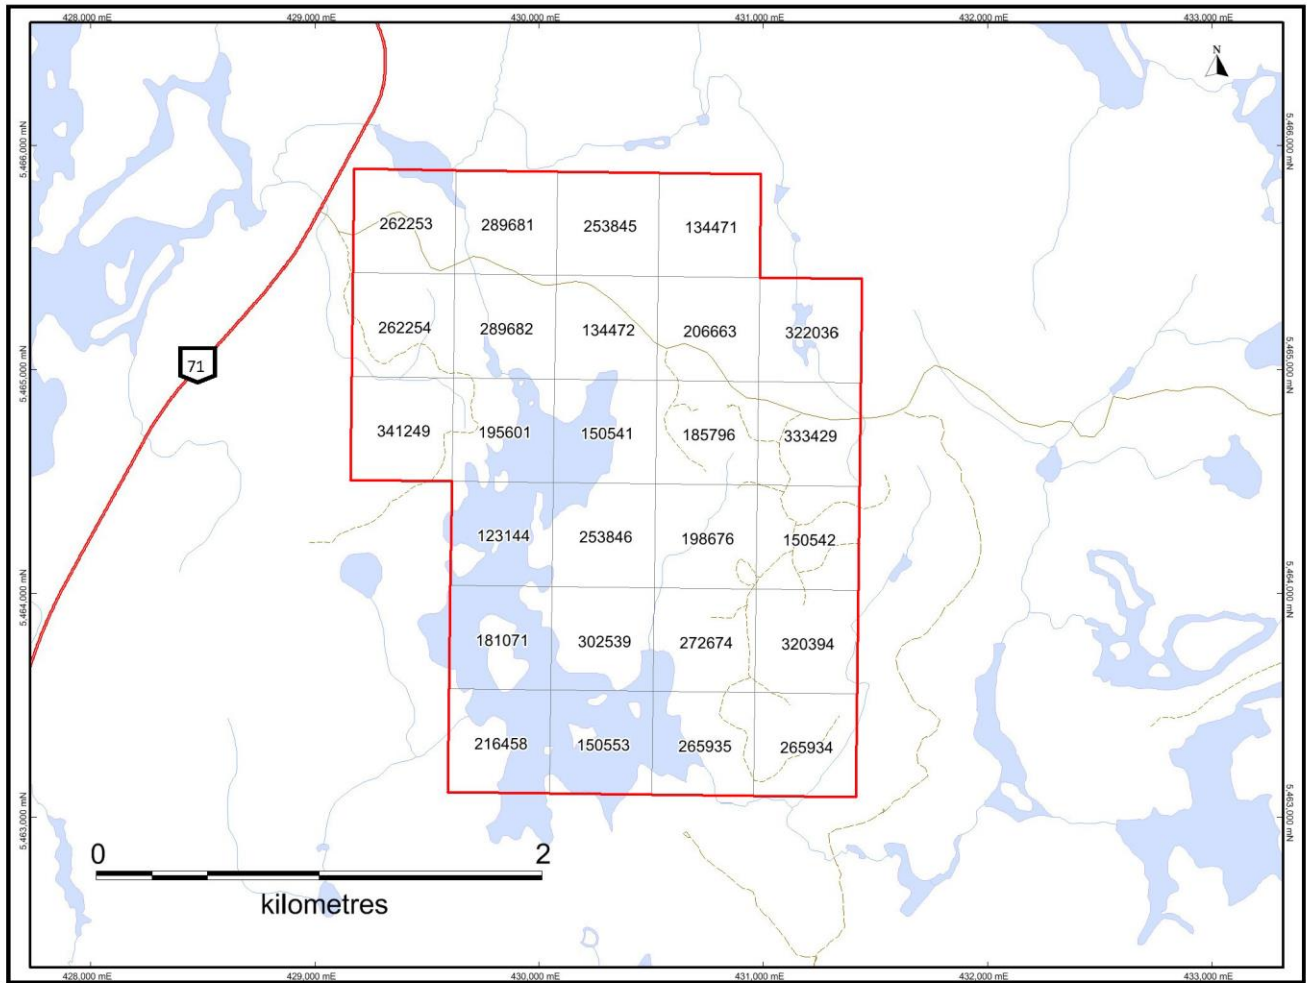 428,000 mE 429,000 mE 430,000 mE 431,000 mE 432,000 mE 433,000 mE
N
5,466,000 mN 5,466,000 mN
262253 289681 253845 134471
262254 289682 134472 206663 322036
71
5,465,000 mN 5,465,000 mN
341249 195601 150541 185796 333429
123144 253846 198676 150542
5,464,000 mN 5,464,000 mN
181071 302539 272674 320394
216458 150553 265935 265934
5,463,000 mN 5,463,000 mN
0 2
kilometres
428,000 mE 429,000 mE 430,000 mE 431,000 mE 432,000 mE 433,000 mE